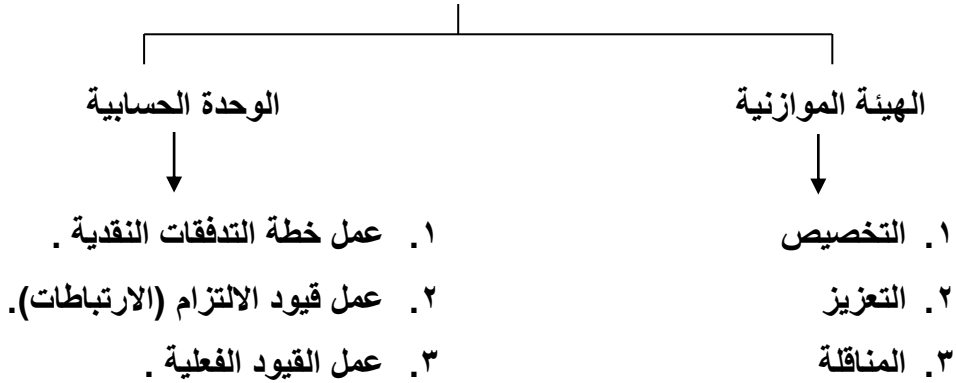 الهيئة الموازنية
الوحدة الحسابية
١. التخصيص
٢. التعزيز
٣. المناقلة
١. عمل خطة التدفقات النقدية .
٢. عمل قيود الالتزام (الارتباطات).
٣. عمل القيود الفعلية .